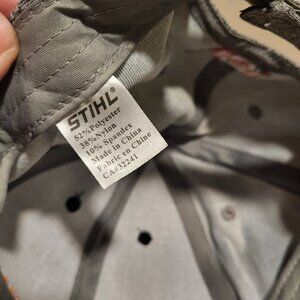 STIHL
52%Polyester
38%Nylon
10% Spandex
Made in China
Fabriqué en Chine
CA#32241